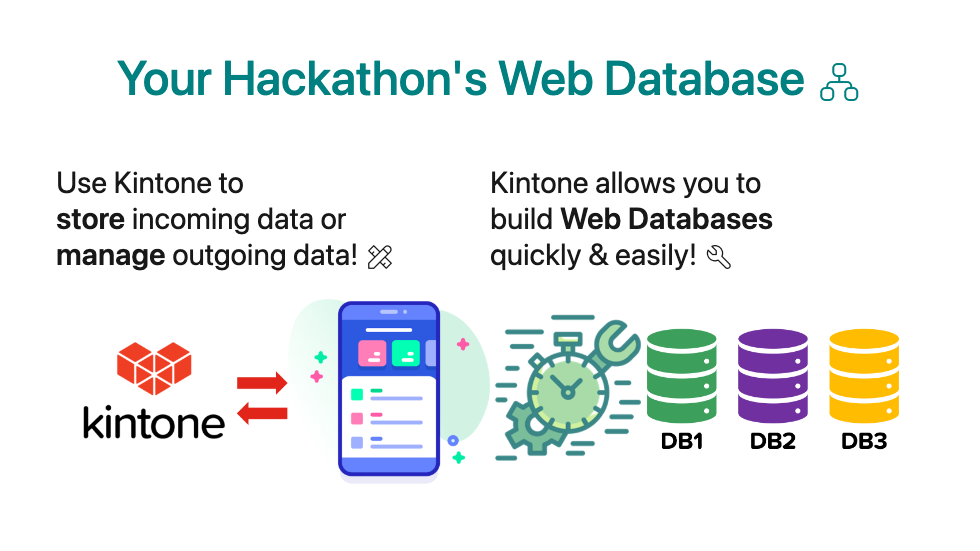 Your Hackathon's Web Database
Use Kintone to
store incoming data or
manage outgoing data!
Kintone allows you to
build Web Databases
quickly & easily!
kintone
DB1
DB2
DB3